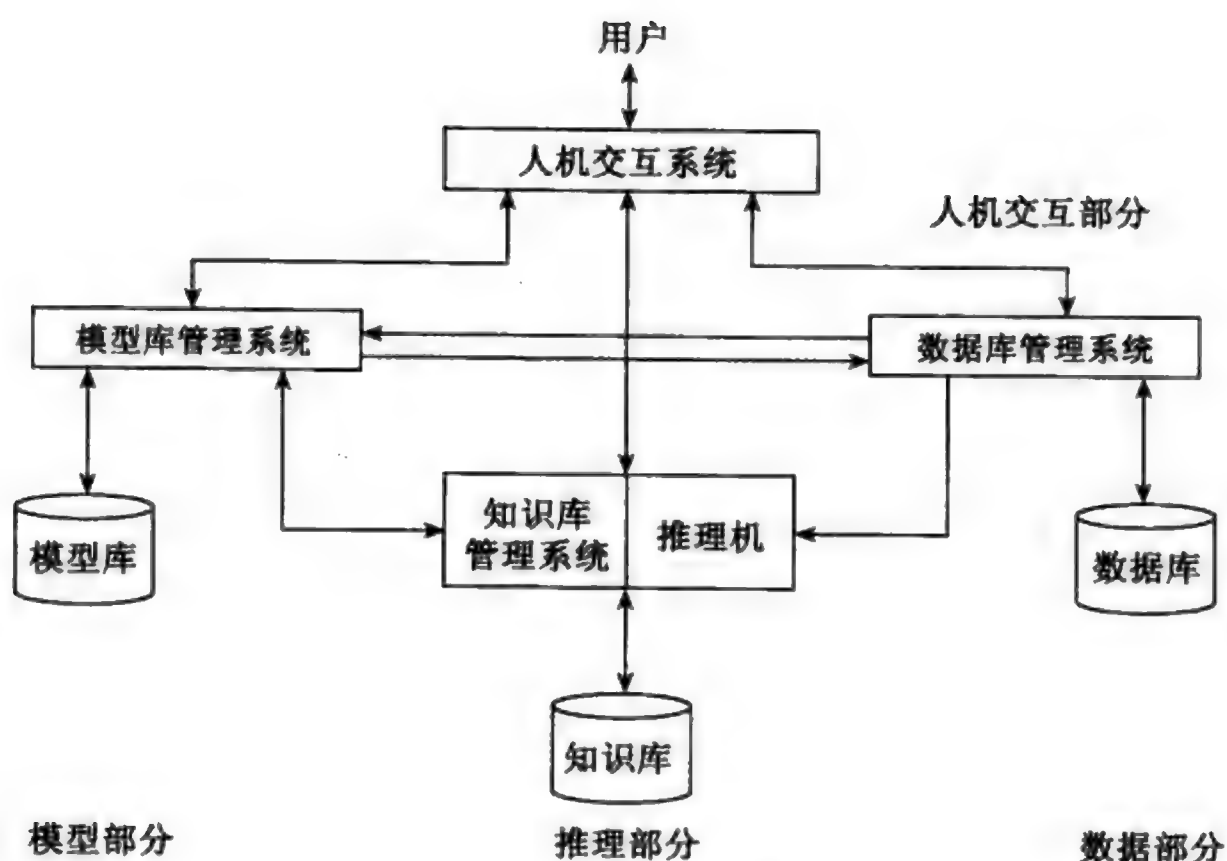 用户
人机交互系统
人机交互部分
模型库管理系统
数据库管理系统
知识库
管理系统
推理机
模型库
数据库
知识库
模型部分
推理部分
数据部分